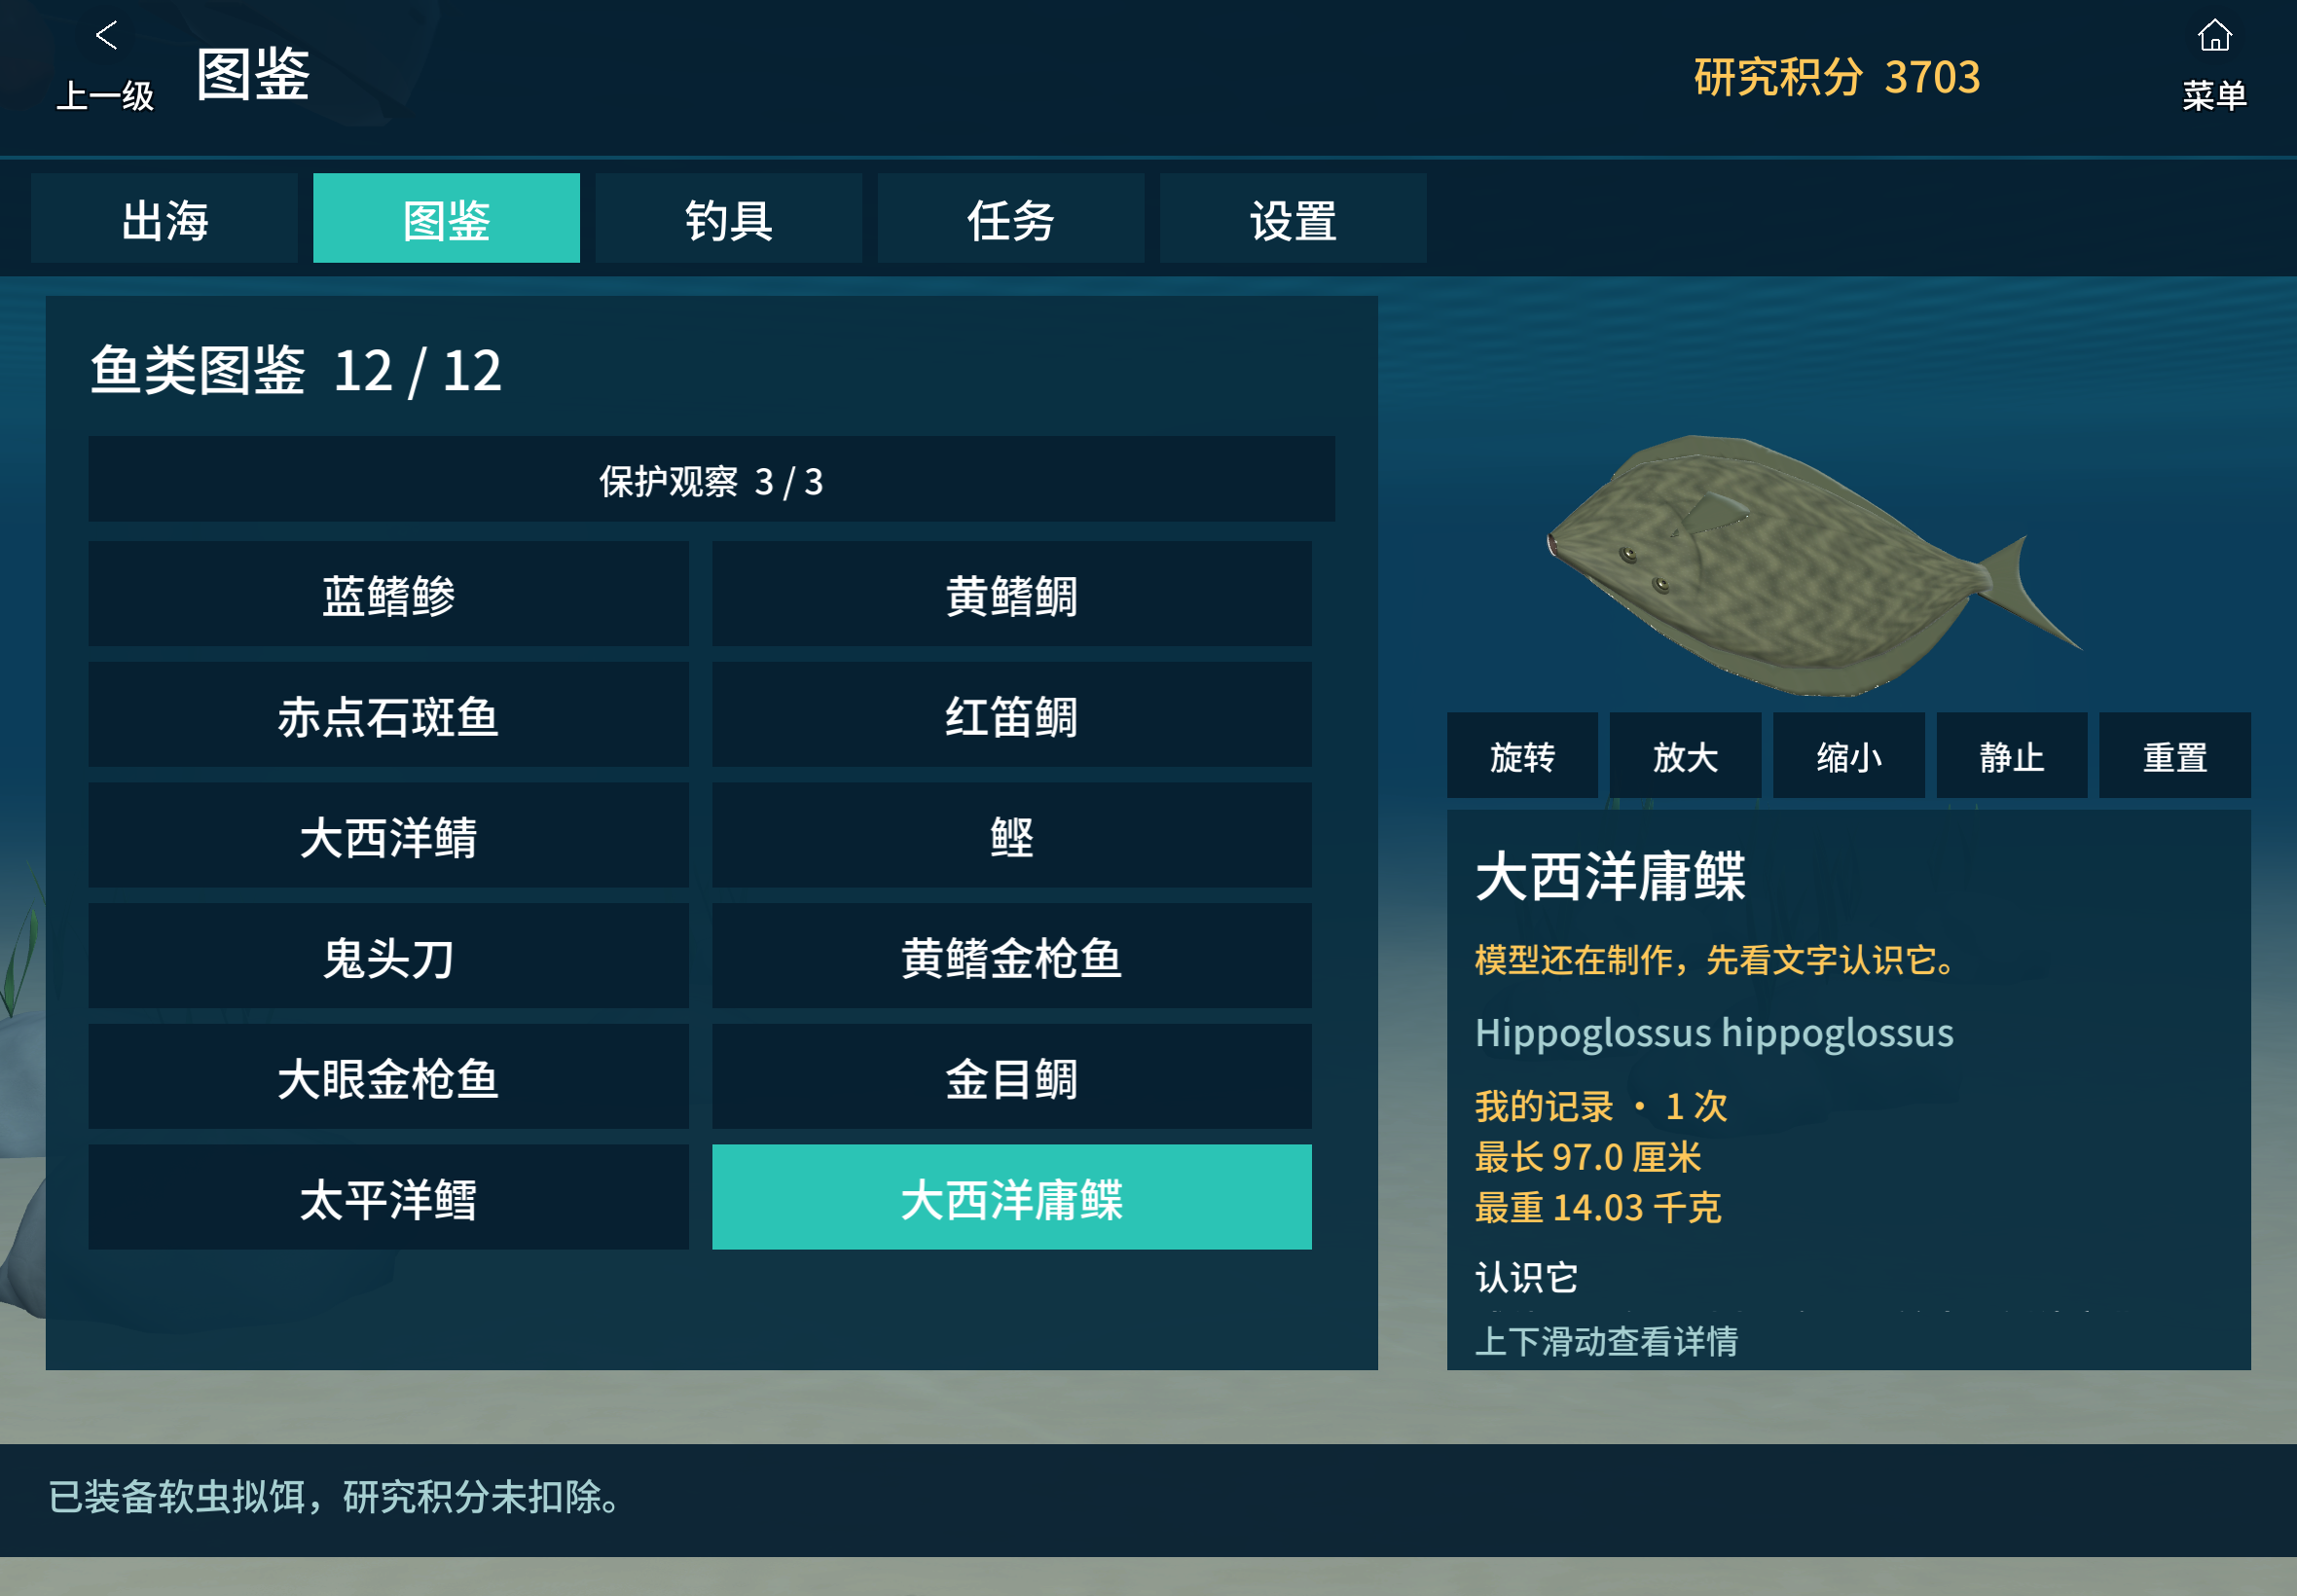 上一级
图鉴
研究积分 3703
菜单
出海
图鉴
钓具
任务
设置
鱼类图鉴 12 / 12
保护观察 3 / 3
蓝鳍鲹
黄鳍鲷
赤点石斑鱼
红笛鲷
大西洋鲭
鲣
鬼头刀
黄鳍金枪鱼
大眼金枪鱼
金目鲷
太平洋鳕
大西洋庸鲽
旋转
放大
缩小
静止
重置
大西洋庸鲽
模型还在制作，先看文字认识它。
Hippoglossus hippoglossus
我的记录 · 1 次
最长 97.0 厘米
最重 14.03 千克
认识它
上下滑动查看详情
已装备软虫拟饵，研究积分未扣除。